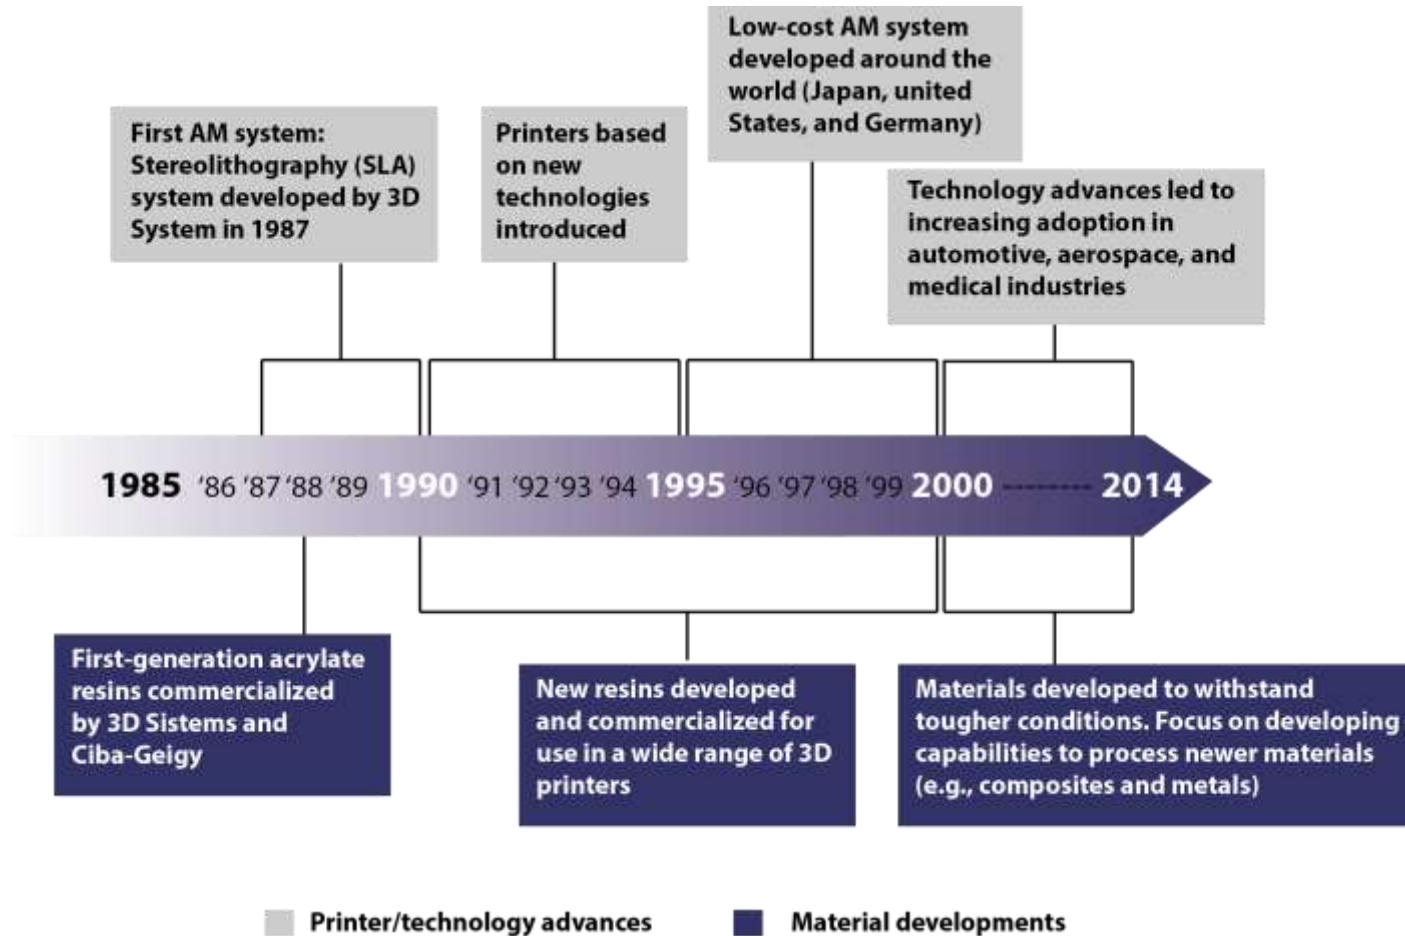 Low-cost AM system
developed around the
world (Japan, united
States, and Germany)
First AM system:
Stereolithography (SLA)
system developed by 3D
System in 1987
Printers based
on new
technologies
introduced
Technology advances led to
increasing adoption in
automotive, aerospace, and
medical industries
1985 ‘86 ‘87 ‘88 ‘89 1990 ‘91 ‘92 ‘93 ‘94 1995 ‘96 ‘97 ‘98 ‘99 2000 -------- 2014
First-generation acrylate
resins commercialized
by 3D Sistems and
Ciba-Geigy
New resins developed
and commercialized for
use in a wide range of 3D
printers
Materials developed to withstand
tougher conditions. Focus on developing
capabilities to process newer materials
(e.g., composites and metals)
Printer/technology advances
Material developments